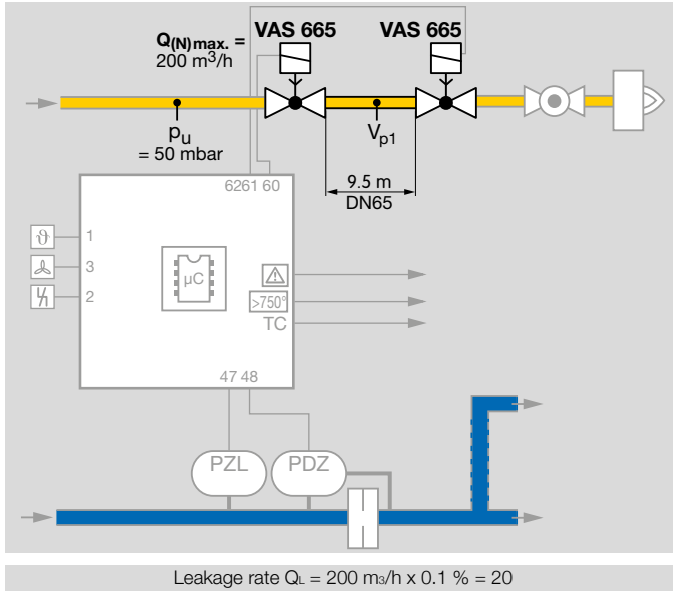 VAS 665
VAS 665
Q(N)max. =
200 m³/h
pu
= 50 mbar
Vp1
9.5 m
DN65
6261 60
ϑ 1
3
2
µC
>750°
TC
47 48
PZL
PDZ
Leakage rate QL = 200 m3/h x 0.1 % = 20